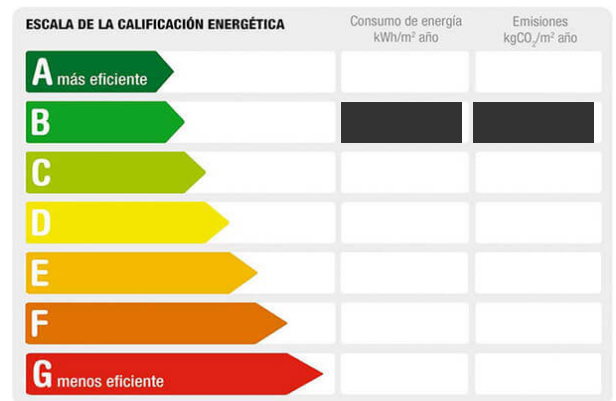 ESCALA DE LA CALIFICACIÓN ENERGÉTICA
Consumo de energía
kWh/m² año
Emisiones
kgCO₂/m² año
A más eficiente
B
C
D
E
F
G menos eficiente